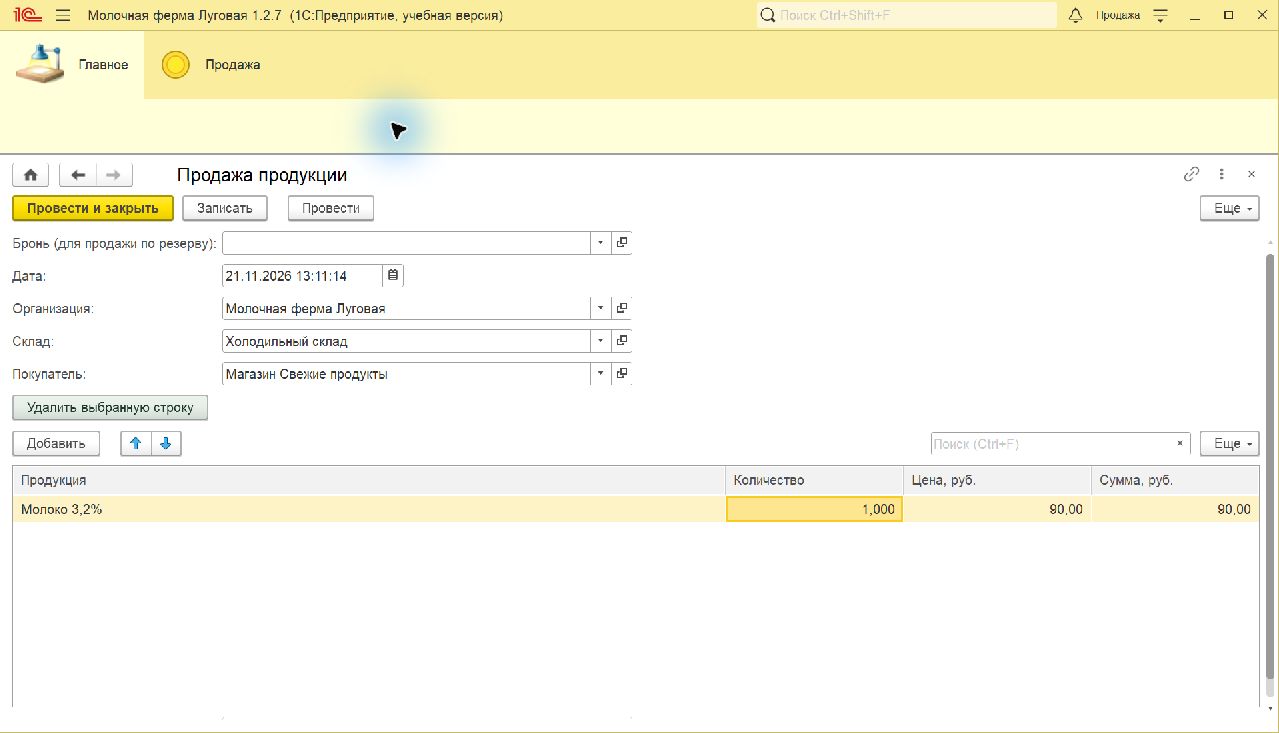 1С Молочная ферма Луговая 1.2.7 (1С:Предприятие, учебная версия) Поиск Ctrl+Shift+F Продажа
Главное Продажа
Продажа продукции
Провести и закрыть Записать Провести Еще
Бронь (для продажи по резерву):
Дата: 21.11.2026 13:11:14
Организация: Молочная ферма Луговая
Склад: Холодильный склад
Покупатель: Магазин Свежие продукты
Удалить выбранную строку
Добавить Поиск (Ctrl+F) × Еще
Продукция Количество Цена, руб. Сумма, руб.
Молоко 3,2% 1,000 90,00 90,00